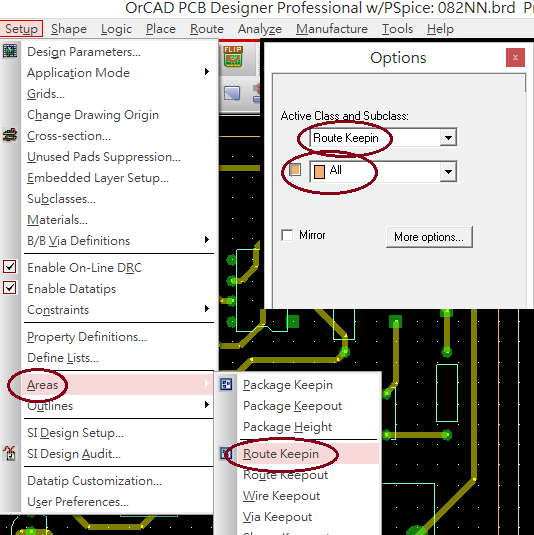 OrCAD PCB Designer Professional w/PSpice: 082NN.brd Pr
Setup Shape Logic Place Route Analyze Manufacture Tools Help
Design Parameters...
Application Mode
Grids...
Change Drawing Origin
Cross-section...
Unused Pads Suppression...
Embedded Layer Setup...
Subclasses...
Materials...
B/B Via Definitions
Enable On-Line DRC
Enable Datatips
Constraints
Property Definitions...
Define Lists...
Areas
Outlines
SI Design Setup...
SI Design Audit...
Datatip Customization...
User Preferences...
FLIP
Options
Active Class and Subclass:
Route Keepin
All
Mirror
More options...
Package Keepin
Package Keepout
Package Height
Route Keepin
Route Keepout
Wire Keepout
Via Keepout
Shape Keepout